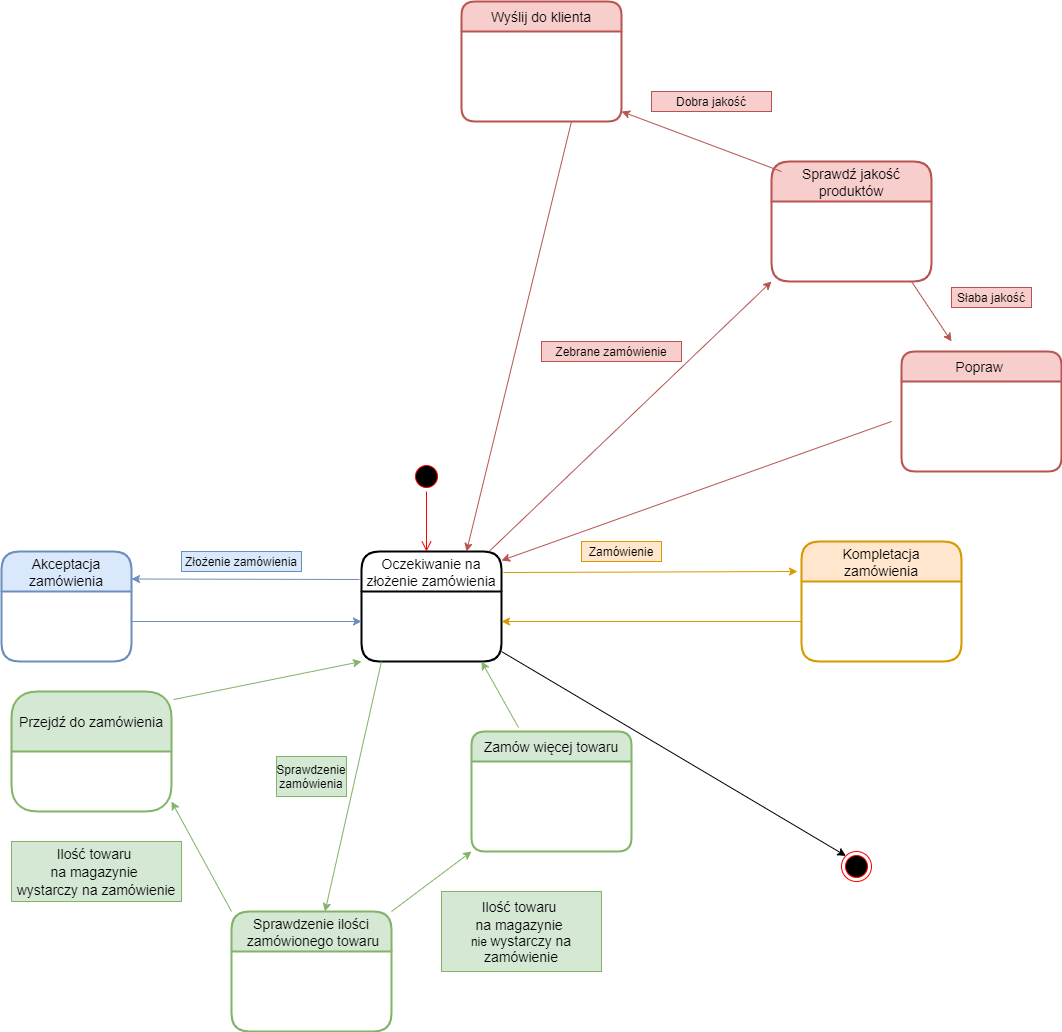 Wyślij do klienta
Dobra jakość
Sprawdź jakość
produktów
Słaba jakość
Zebrane zamówienie
Popraw
Akceptacja
zamówienia
Złożenie zamówienia
Oczekiwanie na
złożenie zamówienia
Zamówienie
Kompletacja
zamówienia
Przejdź do zamówienia
Sprawdzenie
zamówienia
Zamów więcej towaru
Ilość towaru
na magazynie
wystarczy na zamówienie
Sprawdzenie ilości
zamówionego towaru
Ilość towaru
na magazynie
nie wystarczy na
zamówienie